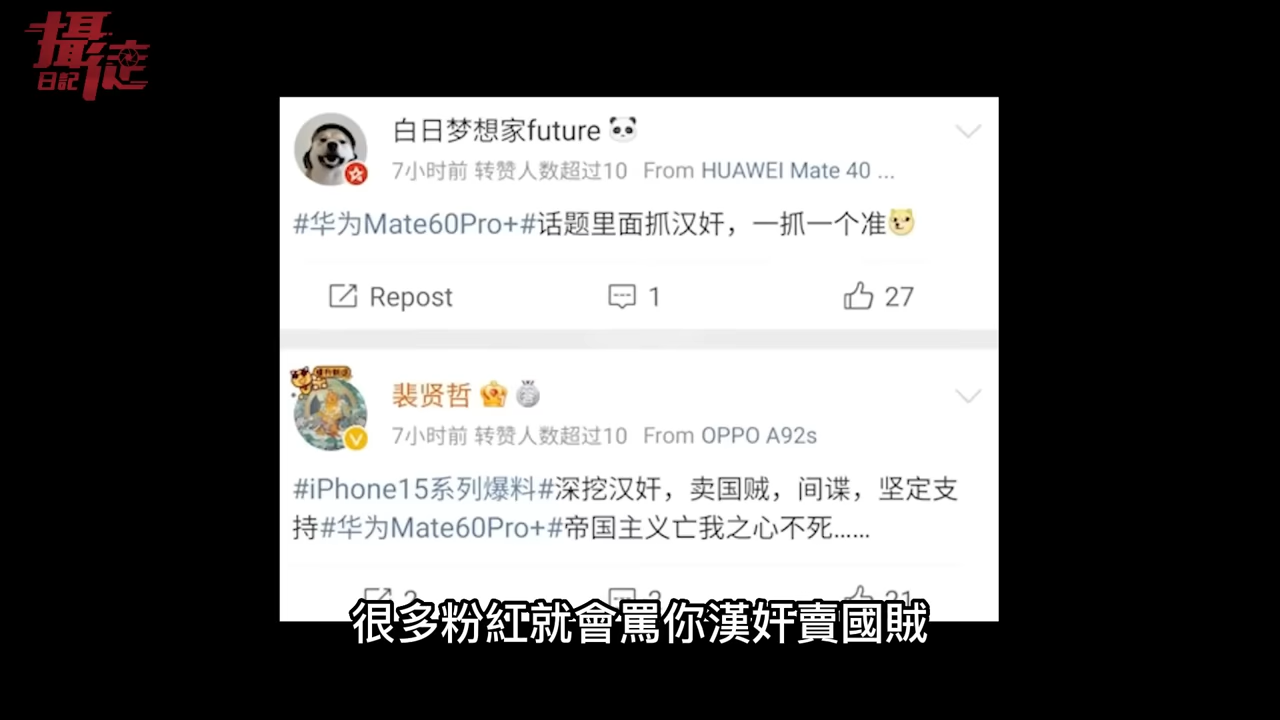 攝徒
日記
白日梦想家future
7小时前 转赞人数超过10 From HUAWEI Mate 40 ...
#华为Mate60Pro+#话题里面抓汉奸，一抓一个准
Repost 1 27
裴贤哲
7小时前 转赞人数超过10 From OPPO A92s
#iPhone15系列爆料#深挖汉奸，卖国贼，间谍，坚定支
持#华为Mate60Pro+#帝国主义亡我之心不死......
很多粉紅就會罵你漢奸賣國賊